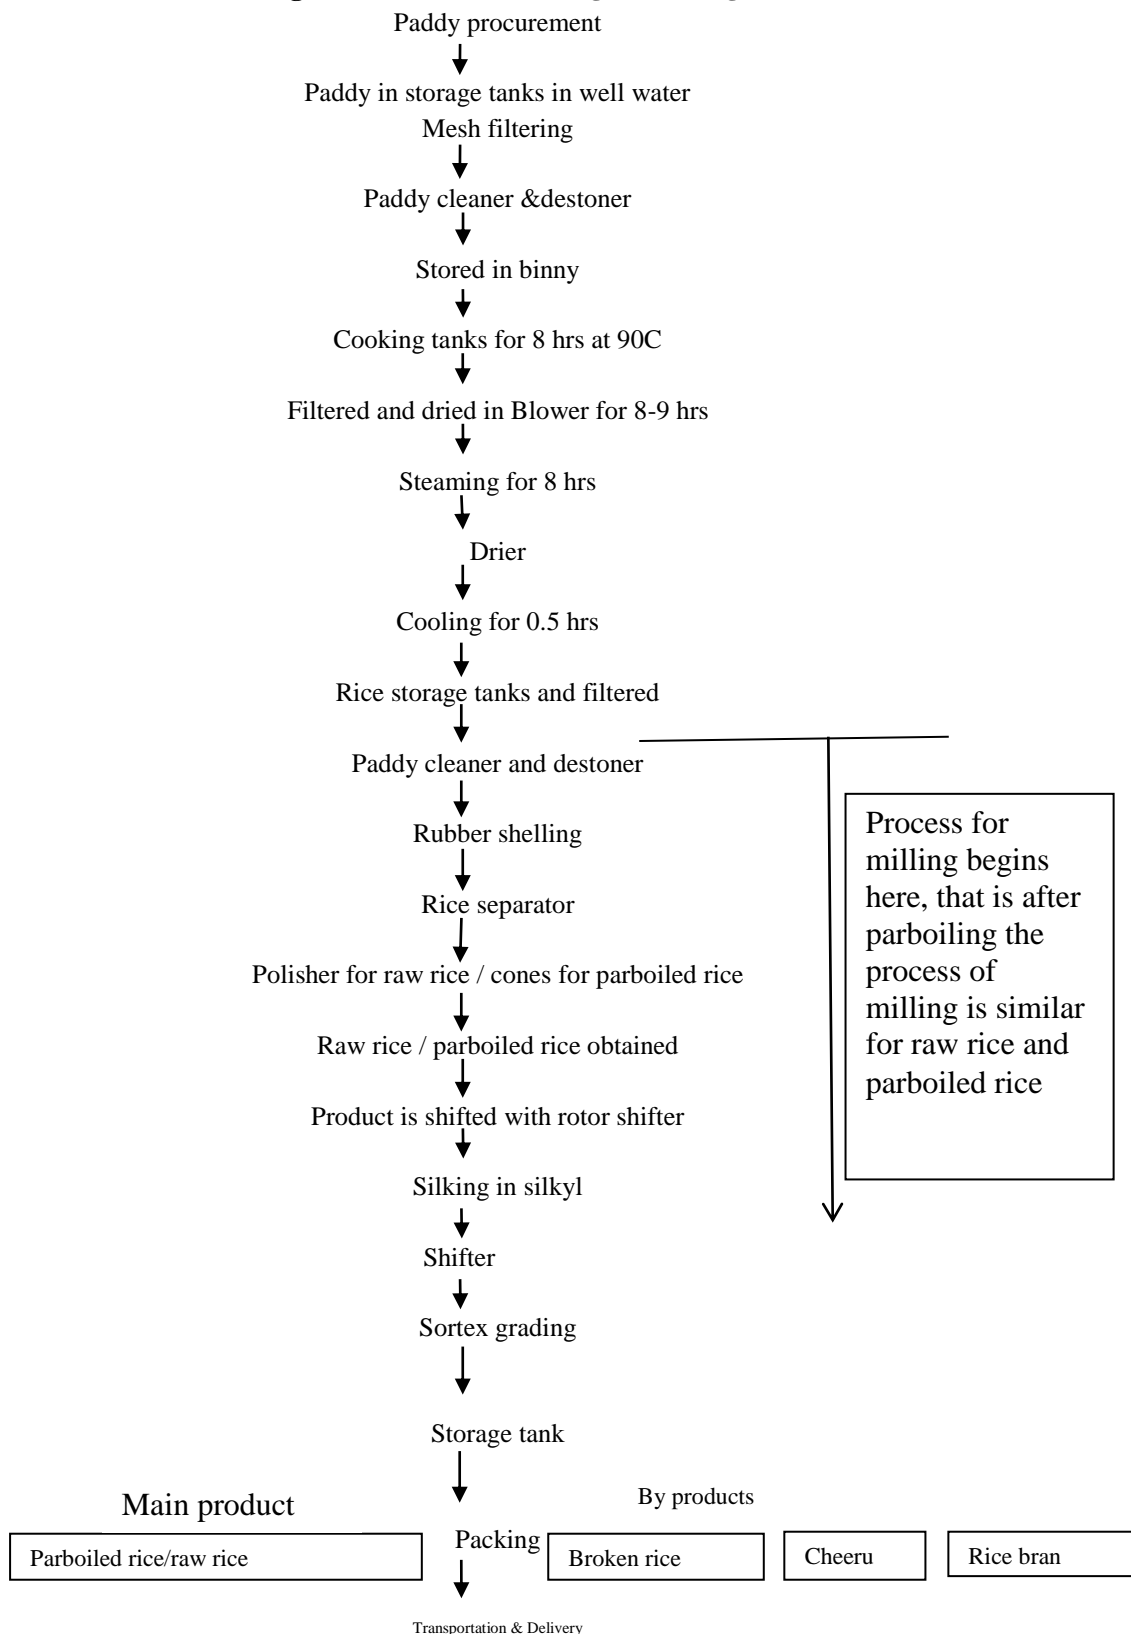 Paddy procurement
Paddy in storage tanks in well water
Mesh filtering
Paddy cleaner &destoner
Stored in binny
Cooking tanks for 8 hrs at 90C
Filtered and dried in Blower for 8-9 hrs
Steaming for 8 hrs
Drier
Cooling for 0.5 hrs
Rice storage tanks and filtered
Paddy cleaner and destoner
Process for
milling begins
here, that is after
parboiling the
process of
milling is similar
for raw rice and
parboiled rice
Rubber shelling
Rice separator
Polisher for raw rice / cones for parboiled rice
Raw rice / parboiled rice obtained
Product is shifted with rotor shifter
Silking in silkyl
Shifter
Sortex grading
Storage tank
Main product
By products
Parboiled rice/raw rice
Packing
Broken rice
Cheeru
Rice bran
Transportation & Delivery